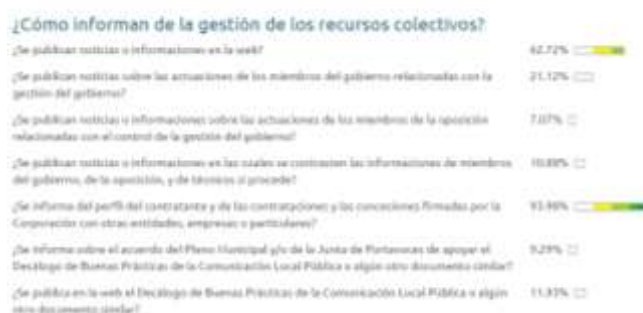 ¿Cómo informan de la gestión de los recursos colectivos?
¿Se publican noticias o informaciones en la web? 62.72%
¿Se publican noticias sobre las actuaciones de los miembros del gobierno relacionadas con la 21.12%
gestión del gobierno?
¿Se publican noticias o informaciones sobre las actuaciones de los miembros de la oposición 7.07%
relacionadas con el control de la gestión del gobierno?
¿Se publican noticias o informaciones en las cuales se contrasten las informaciones de miembros
del gobierno, de la oposición, y de técnicos si procede?
¿Se informa del perfil del contratante y de las contrataciones y las concesiones firmadas por la
Corporación con otras entidades, empresas o particulares?
¿Se informa sobre el acuerdo del Pleno Municipal y/o de la Junta de Portavoces de apoyar el 9.29%
Decálogo de Buenas Prácticas de la Comunicación Local Pública o algún otro documento similar?
¿Se publica en la web el Decálogo de Buenas Prácticas de la Comunicación Local Pública o algún 11.93%
otro documento similar?